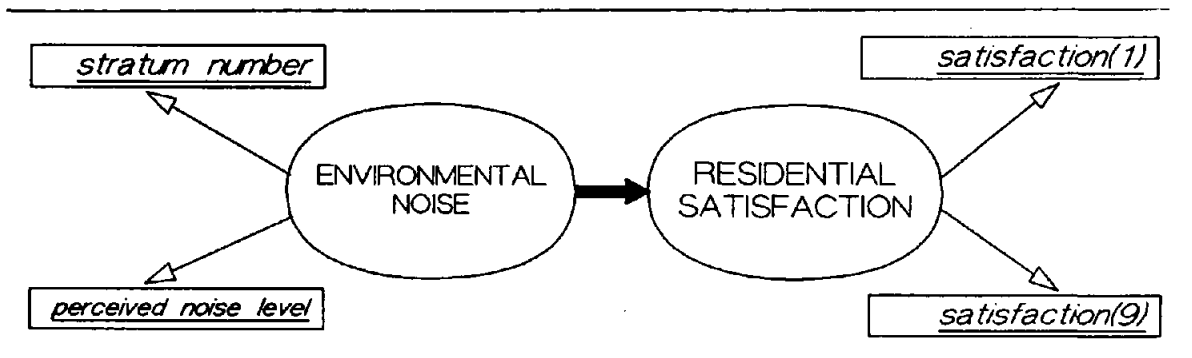 stratum number
satisfaction(1)
ENVIRONMENTAL
NOISE
RESIDENTIAL
SATISFACTION
perceived noise level
satisfaction(9)